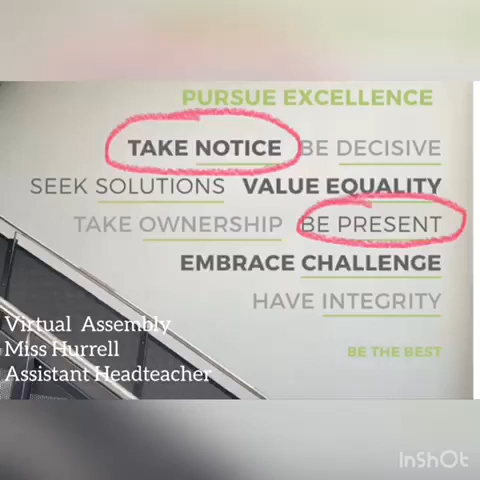 PURSUE EXCELLENCE
TAKE NOTICE BE DECISIVE
SEEK SOLUTIONS VALUE EQUALITY
TAKE OWNERSHIP BE PRESENT
EMBRACE CHALLENGE
HAVE INTEGRITY
BE THE BEST
Virtual Assembly
Miss Hurrell
Assistant Headteacher
InShOt